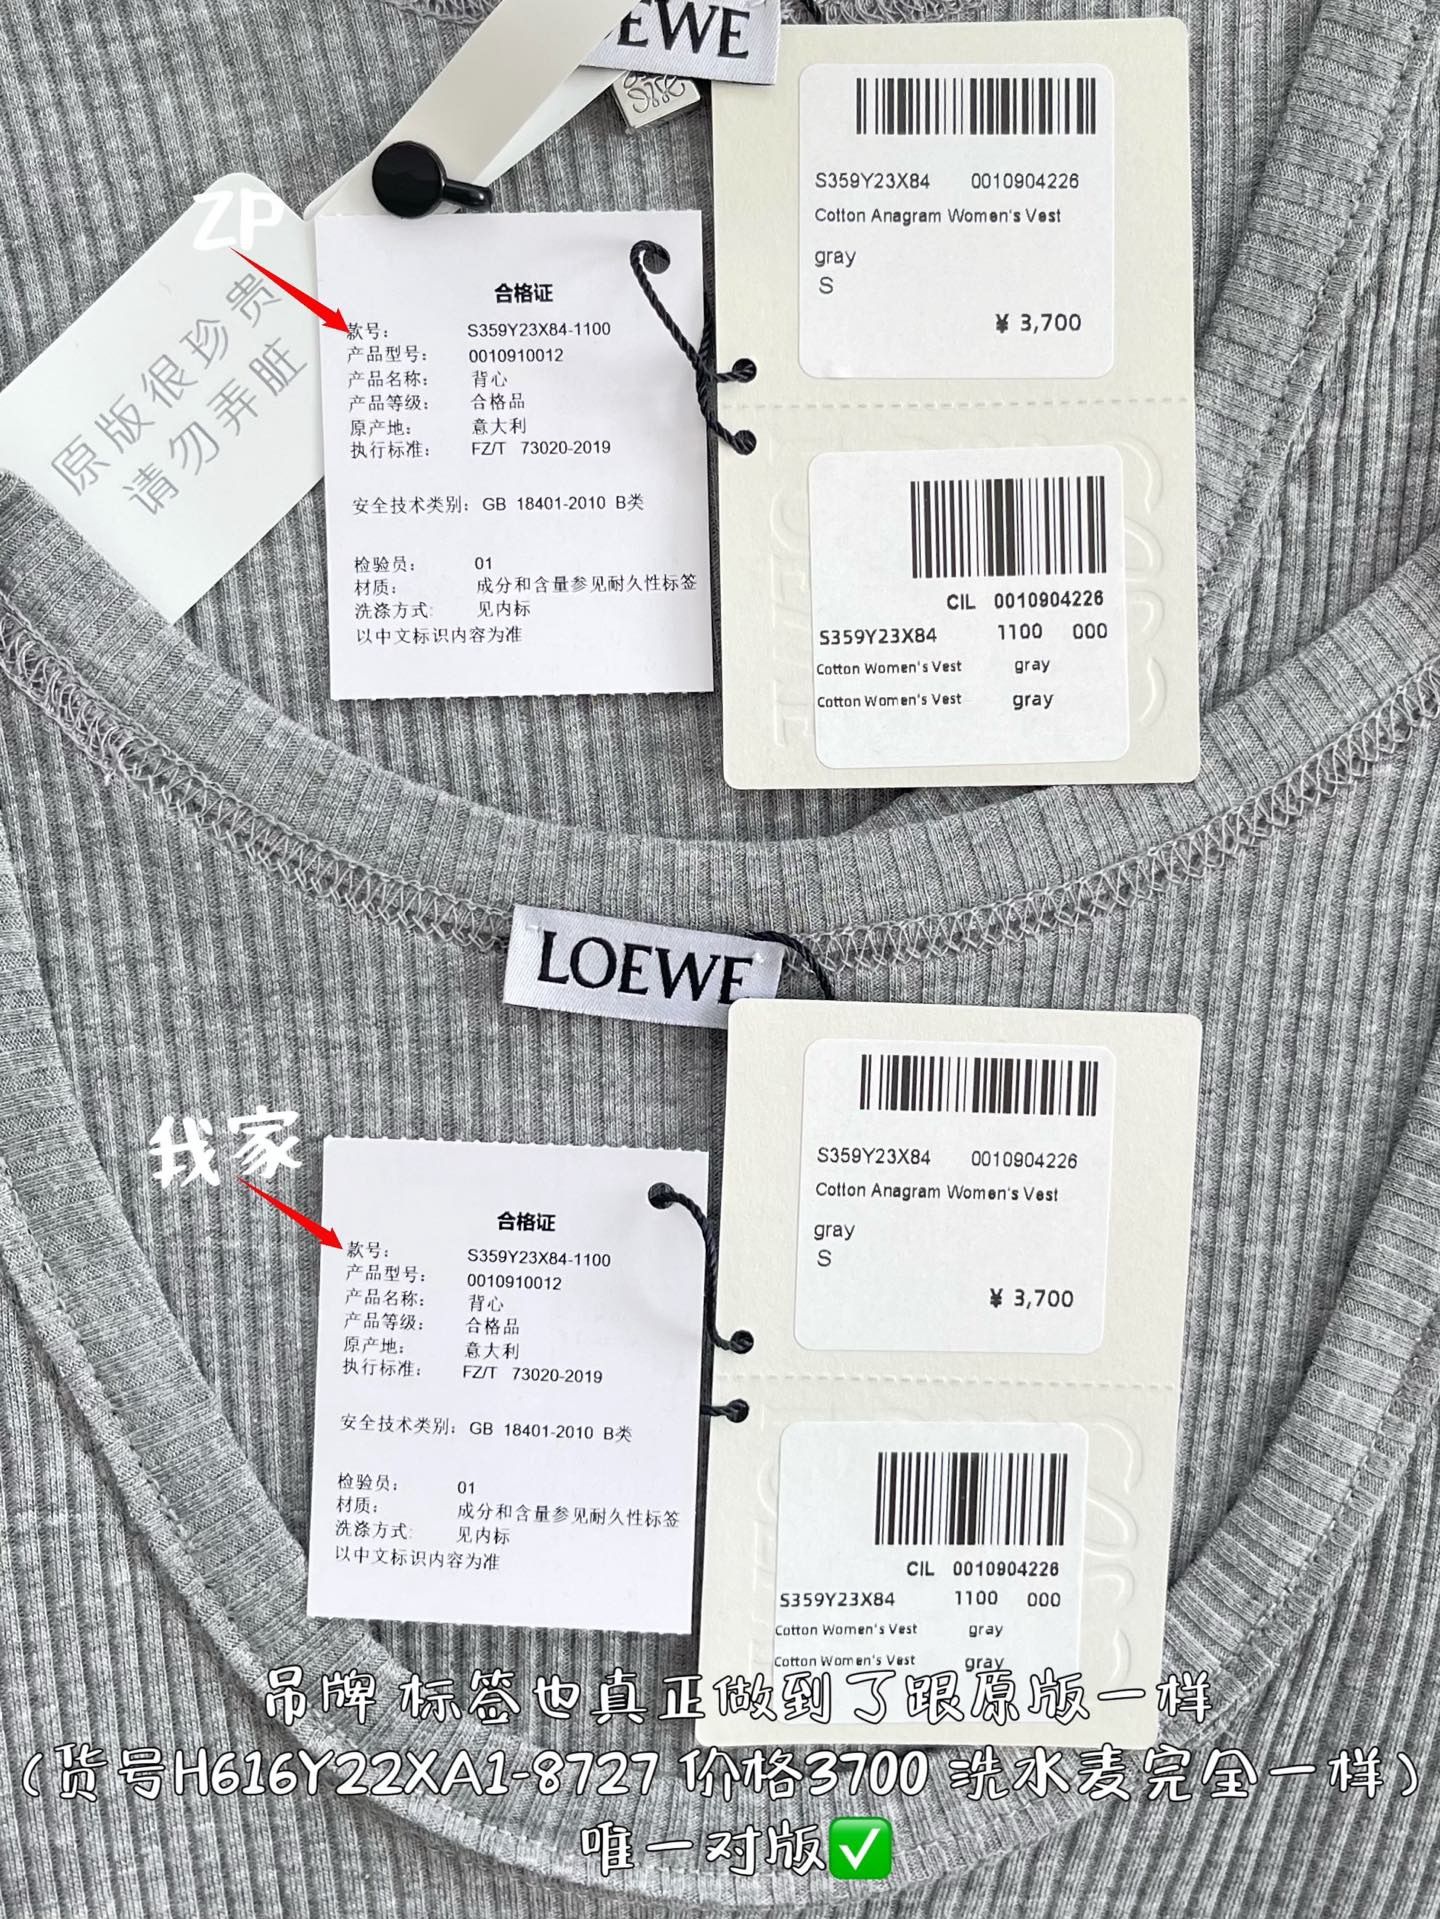 LOEWE
ZP
原版很珍贵
请勿弄脏
合格证
款号: S359Y23X84-1100
产品型号: 0010910012
产品名称: 背心
产品等级: 合格品
原产地: 意大利
执行标准: FZ/T 73020-2019
安全技术类别: GB 18401-2010 B类
检验员: 01
材质: 成分和含量参见耐久性标签
洗涤方式: 见内标
以中文标识内容为准
S359Y23X84 0010904226
Cotton Anagram Women's Vest
gray
S
¥ 3,700
CIL 0010904226
S359Y23X84 1100 000
Cotton Women's Vest gray
Cotton Women's Vest gray
LOEWE
我家
合格证
款号: S359Y23X84-1100
产品型号: 0010910012
产品名称: 背心
产品等级: 合格品
原产地: 意大利
执行标准: FZ/T 73020-2019
安全技术类别: GB 18401-2010 B类
检验员: 01
材质: 成分和含量参见耐久性标签
洗涤方式: 见内标
以中文标识内容为准
S359Y23X84 0010904226
Cotton Anagram Women's Vest
gray
S
¥ 3,700
CIL 0010904226
S359Y23X84 1100 000
Cotton Women's Vest gray
Cotton Women's Vest gray
吊牌 标签也真正做到了跟原版一样
(货号H616Y22XA1-8727 价格3700 洗水麦完全一样)
唯一对版✅